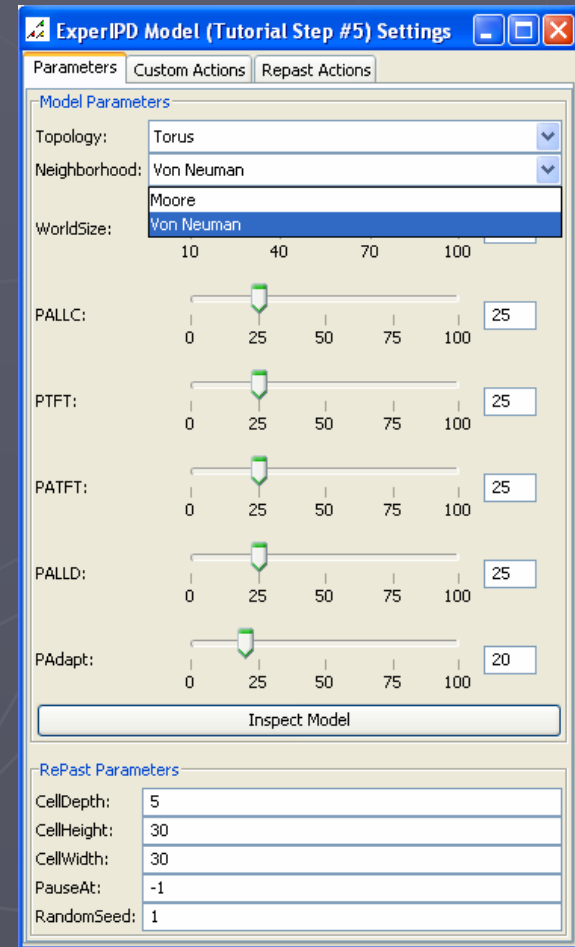 ExperIPD Model (Tutorial Step #5) Settings
Parameters Custom Actions Repast Actions
Model Parameters
Topology: Torus
Neighborhood: Von Neuman
Moore
Von Neuman
WorldSize:
10 40 70 100
PALLC: 25
0 25 50 75 100
PTFT: 25
0 25 50 75 100
PATFT: 25
0 25 50 75 100
PALLD: 25
0 25 50 75 100
PAdapt: 20
0 25 50 75 100
Inspect Model
RePast Parameters
CellDepth: 5
CellHeight: 30
CellWidth: 30
PauseAt: -1
RandomSeed: 1